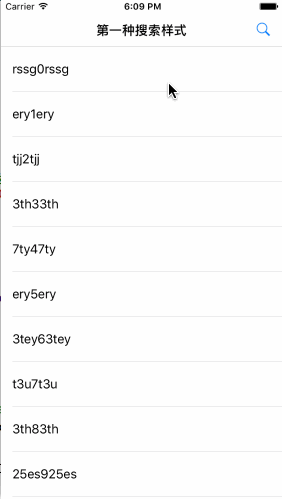 Carrier 6:09 PM
第一种搜索样式
rssg0rssg
ery1ery
tjj2tjj
3th33th
7ty47ty
ery5ery
3tey63tey
t3u7t3u
3th83th
25es925es